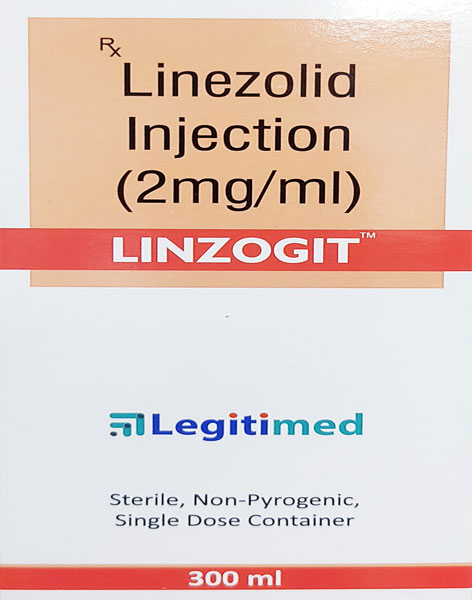 Rx
Linezolid
Injection
(2mg/ml)
LINZOGIT™
Legitimed
Sterile, Non-Pyrogenic,
Single Dose Container
300 ml